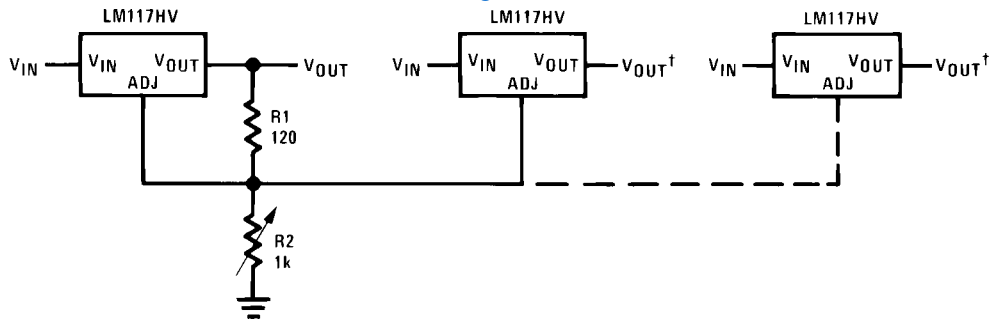 LM117HV
LM117HV
LM117HV
VIN VIN VOUT VOUT
ADJ
VIN VIN VOUT VOUT†
ADJ
VIN VIN VOUT VOUT†
ADJ
R1
120
R2
1k